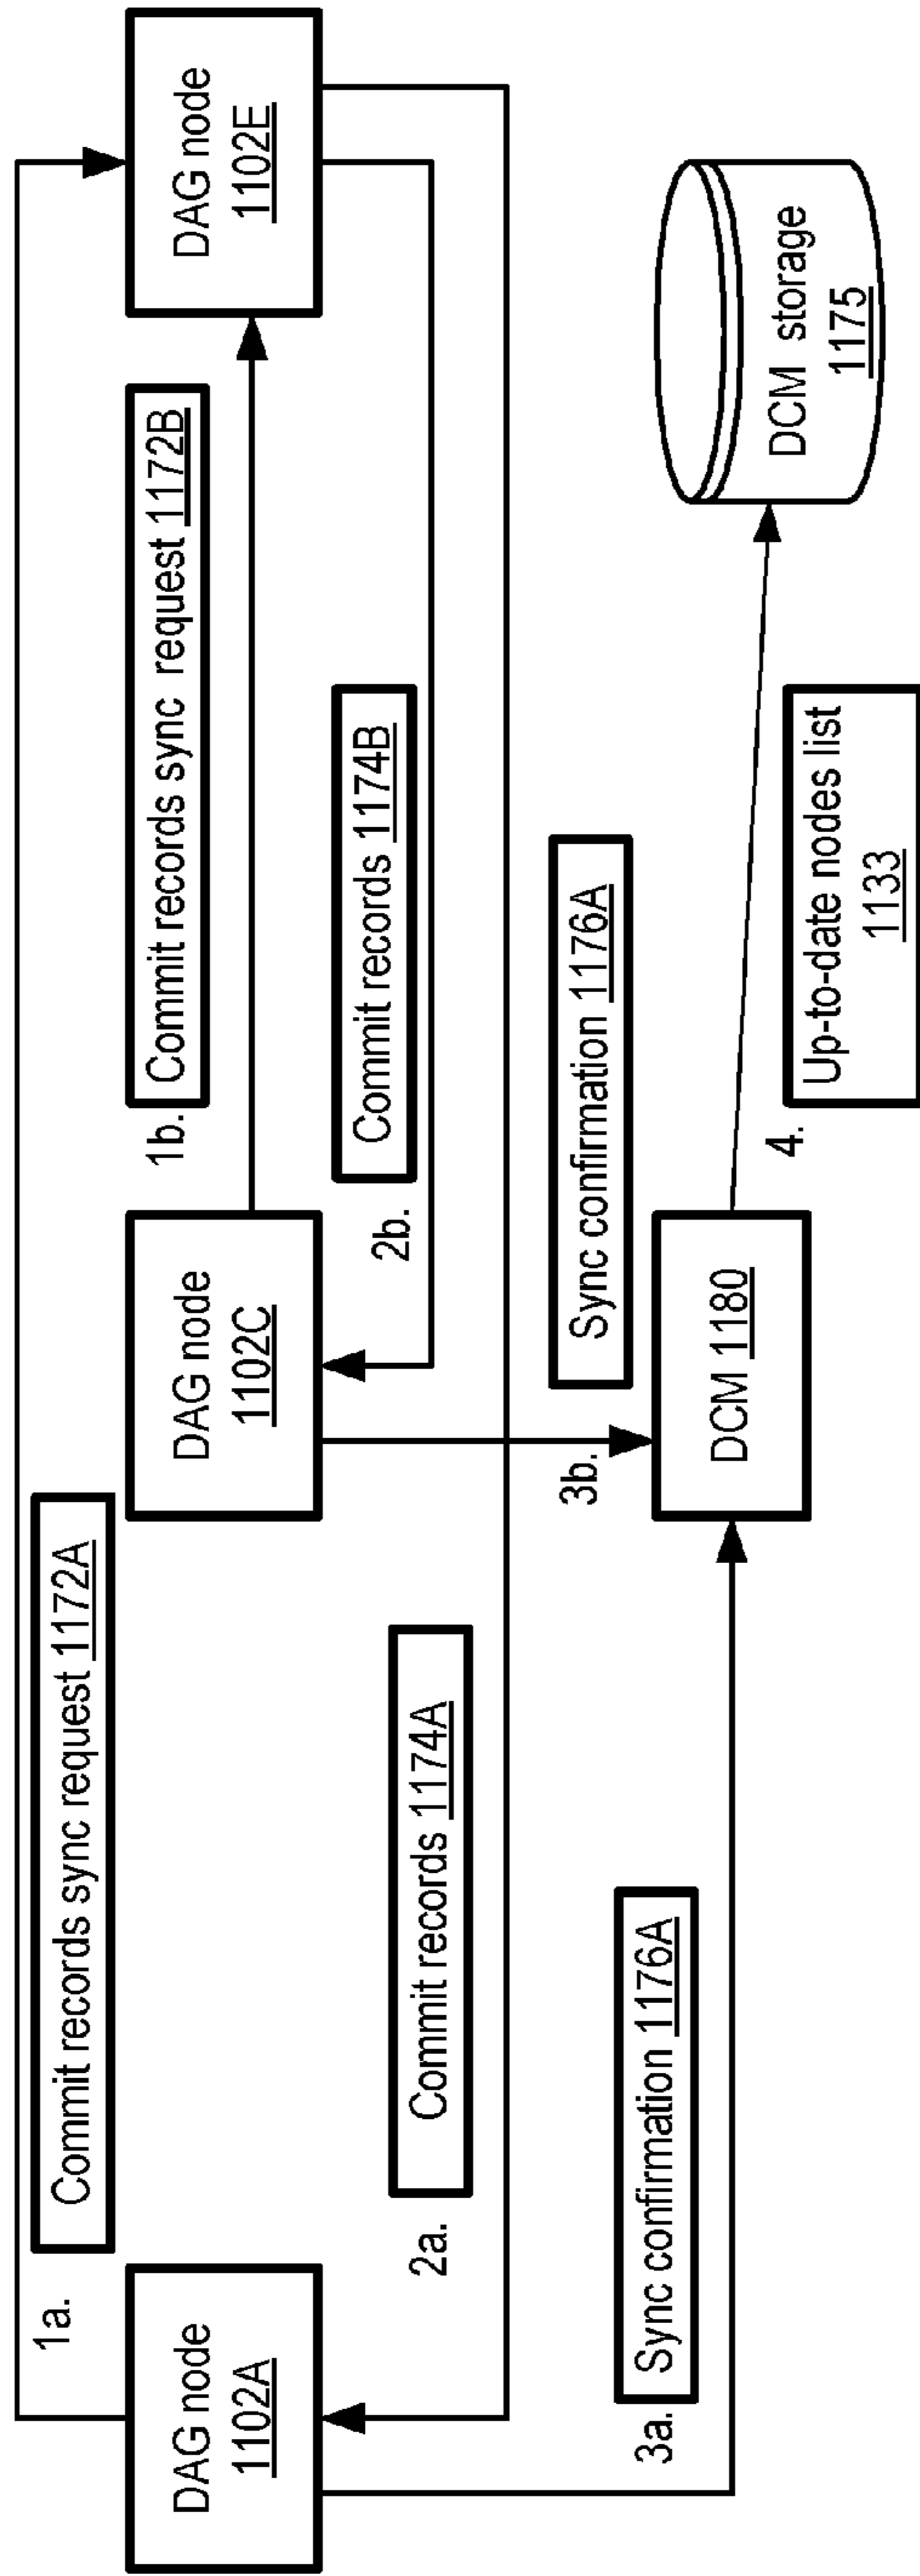 1a.
Commit records sync request 1172A
DAG node
1102A
DAG node
1102C
1b.
Commit records sync request 1172B
DAG node
1102E
2a.
Commit records 1174A
2b.
Commit records 1174B
3a.
Sync confirmation 1176A
3b.
Sync confirmation 1176A
DCM 1180
DCM storage
1175
4.
Up-to-date nodes list
1133